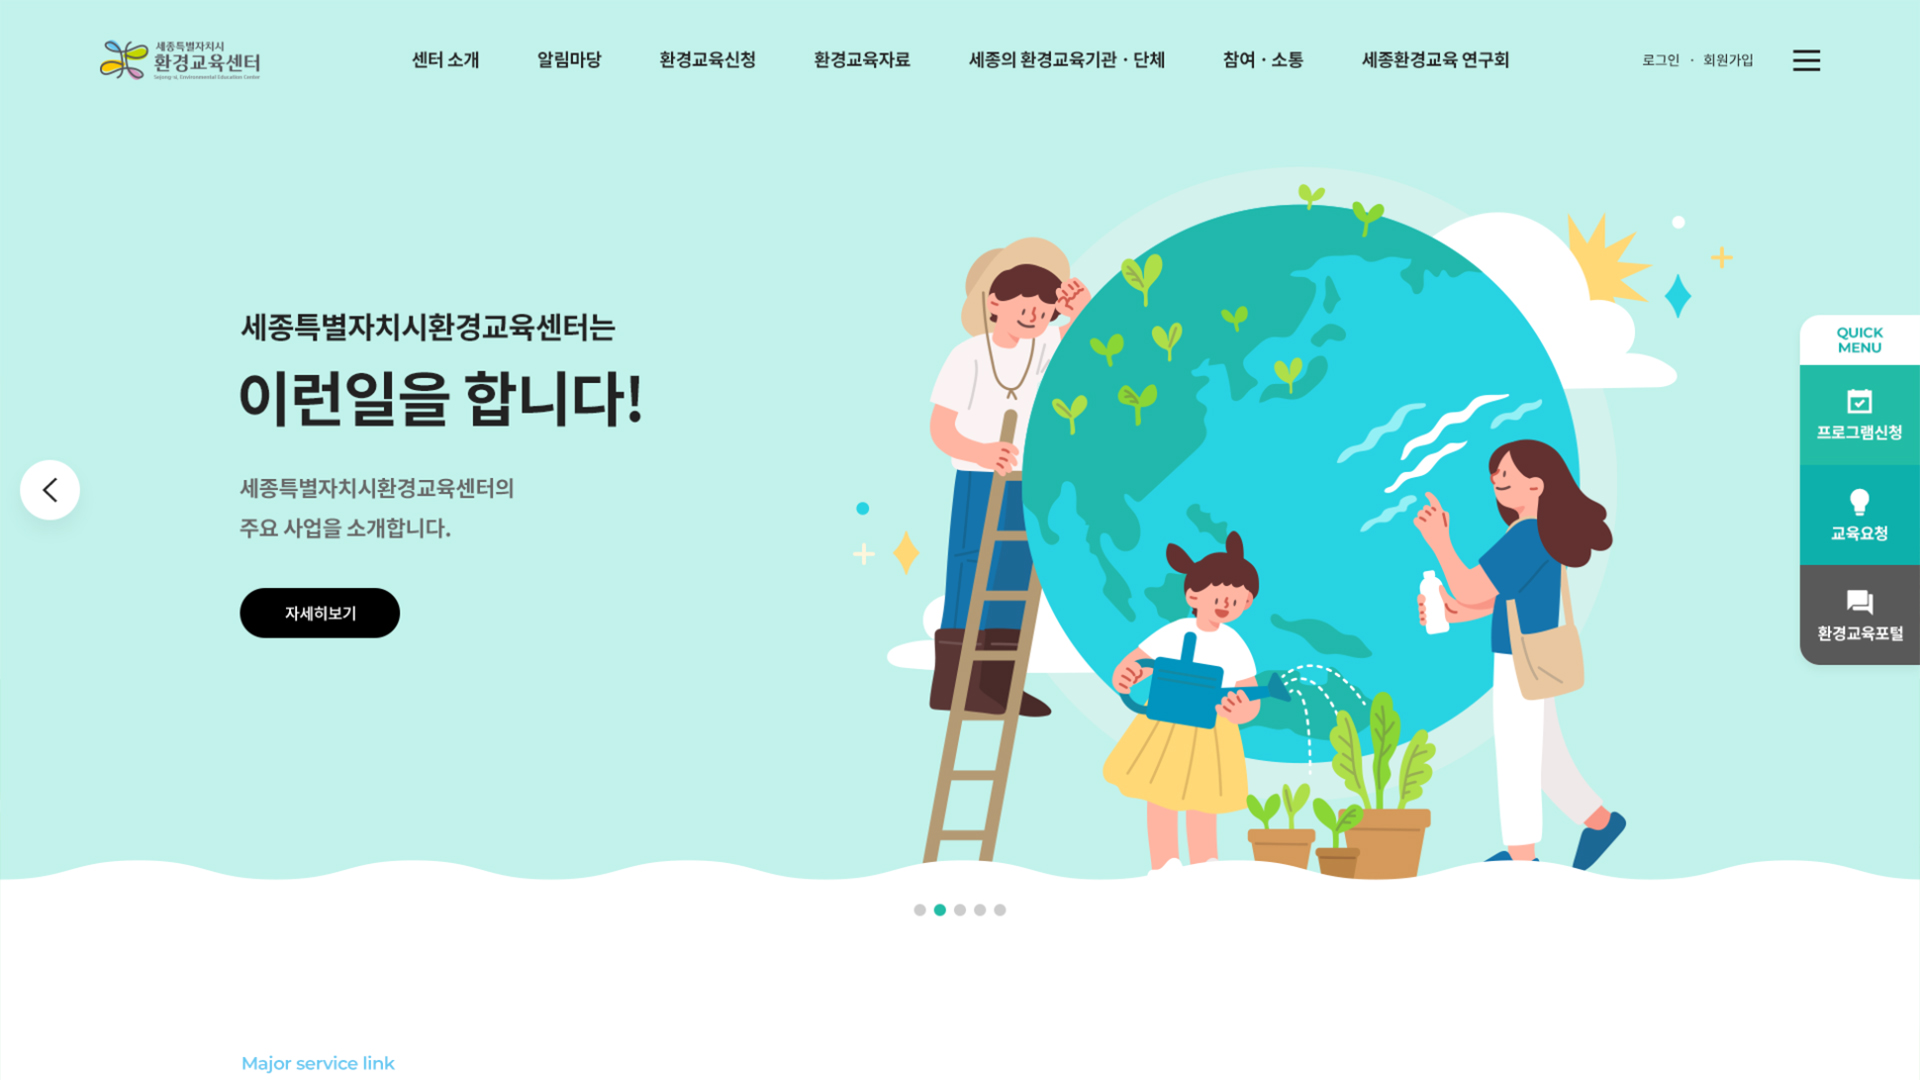 세종특별자치시
환경교육센터
Sejong-si, Environmental Education Center
센터 소개
알림마당
환경교육신청
환경교육자료
세종의 환경교육기관 · 단체
참여 · 소통
세종환경교육 연구회
로그인 · 회원가입
세종특별자치시환경교육센터는
이런일을 합니다!
세종특별자치시환경교육센터의
주요 사업을 소개합니다.
자세히보기
QUICK
MENU
프로그램신청
교육요청
환경교육포털
Major service link